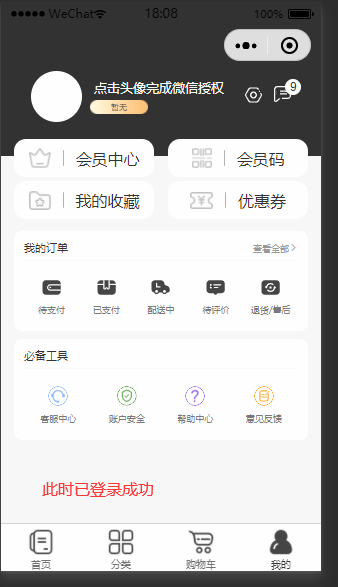 WeChat 18:08 100%
点击头像完成微信授权
暂无
9
会员中心 会员码
我的收藏 优惠券
我的订单 查看全部
待支付 已支付 配送中 待评价 退货/售后
必备工具
客服中心 账户安全 帮助中心 意见反馈
此时已登录成功
首页 分类 购物车 我的